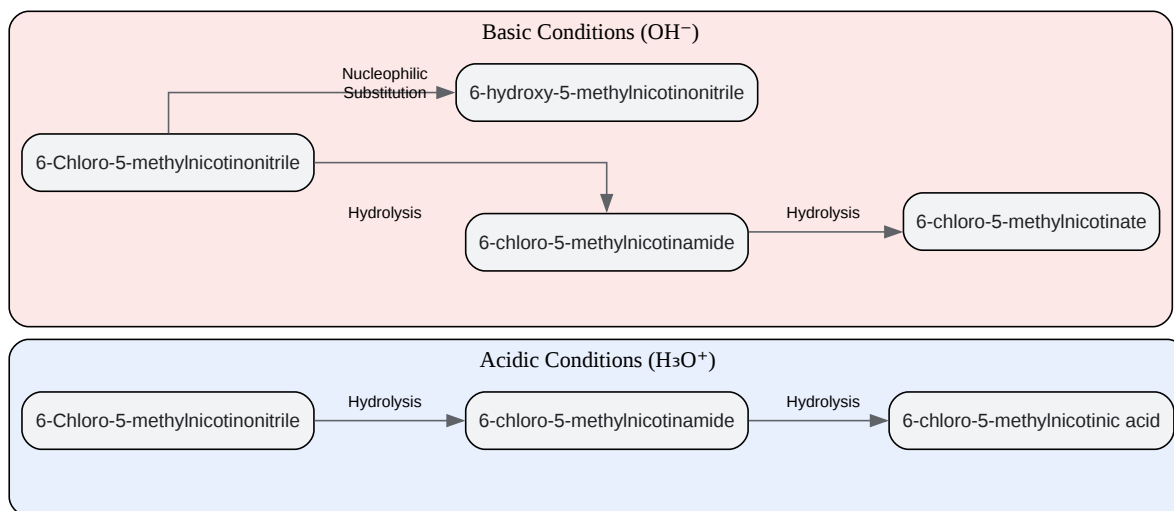 Basic Conditions (OH⁻)
Nucleophilic
Substitution
6-hydroxy-5-methylnicotinonitrile
6-Chloro-5-methylnicotinonitrile
Hydrolysis
6-chloro-5-methylnicotinamide
Hydrolysis
6-chloro-5-methylnicotinate
Acidic Conditions (H₃O⁺)
6-Chloro-5-methylnicotinonitrile
Hydrolysis
6-chloro-5-methylnicotinamide
Hydrolysis
6-chloro-5-methylnicotinic acid